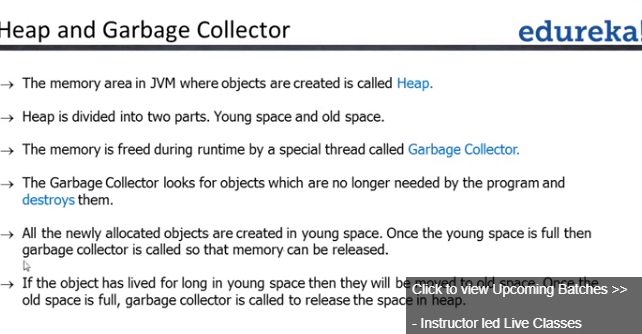 Heap and Garbage Collector
edureka!
→ The memory area in JVM where objects are created is called Heap.
→ Heap is divided into two parts. Young space and old space.
→ The memory is freed during runtime by a special thread called Garbage Collector.
→ The Garbage Collector looks for objects which are no longer needed by the program and
destroys them.
→ All the newly allocated objects are created in young space. Once the young space is full then
garbage collector is called so that memory can be released.
→ If the object has lived for long in young space then they will be moved to old space. Once the
old space is full, garbage collector is called to release the space in heap.
Click to view Upcoming Batches >>
- Instructor led Live Classes